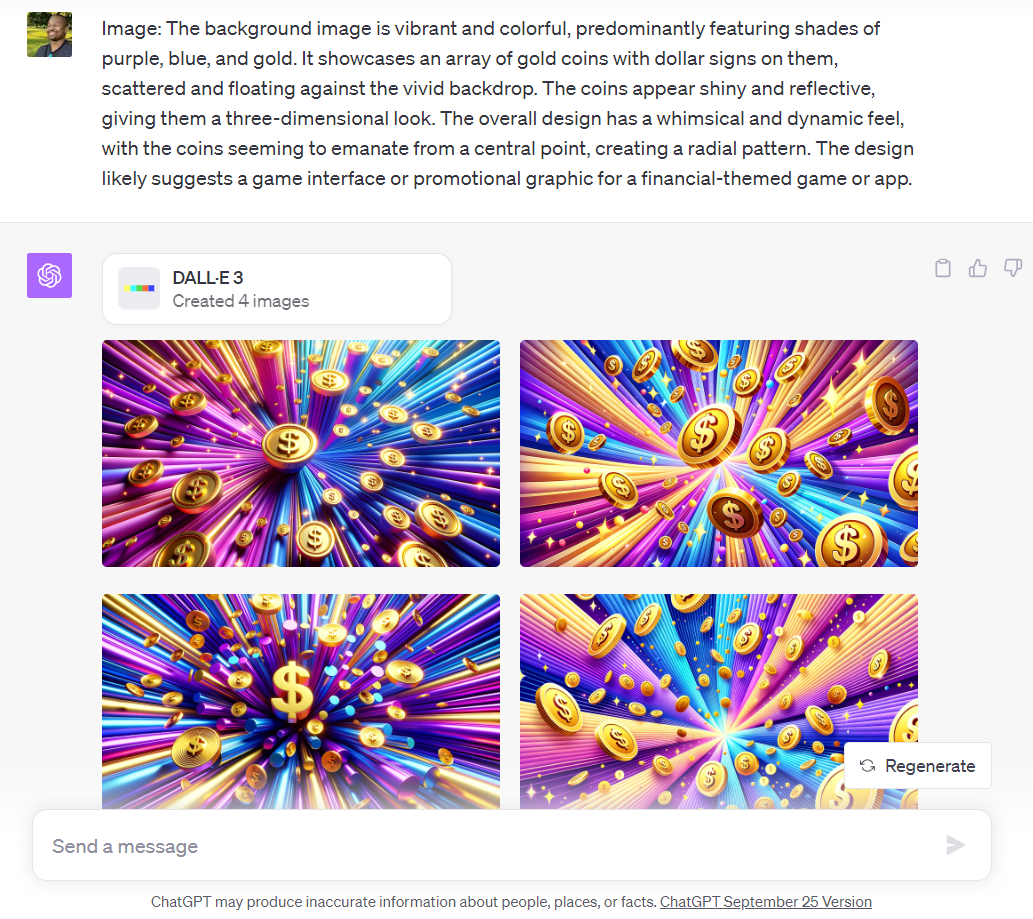 Image: The background image is vibrant and colorful, predominantly featuring shades of
purple, blue, and gold. It showcases an array of gold coins with dollar signs on them,
scattered and floating against the vivid backdrop. The coins appear shiny and reflective,
giving them a three-dimensional look. The overall design has a whimsical and dynamic feel,
with the coins seeming to emanate from a central point, creating a radial pattern. The design
likely suggests a game interface or promotional graphic for a financial-themed game or app.
DALL·E 3
Created 4 images
Regenerate
Send a message
ChatGPT may produce inaccurate information about people, places, or facts. ChatGPT September 25 Version